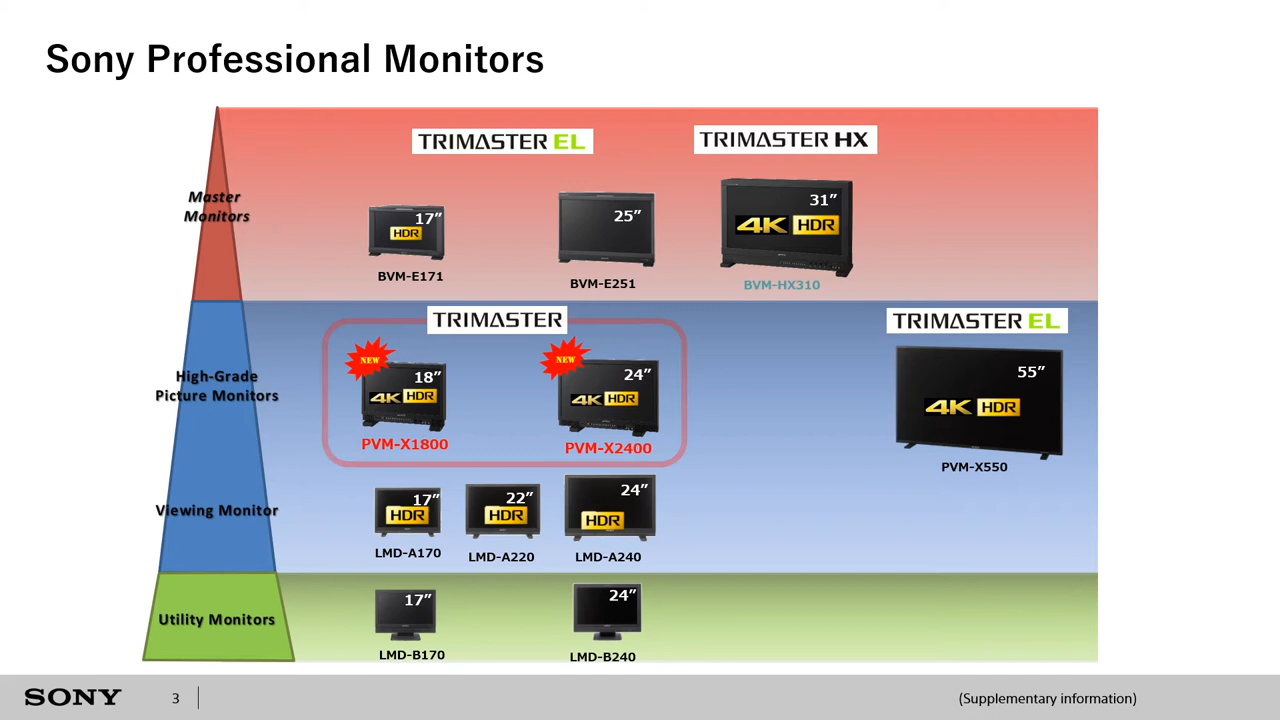 Sony Professional Monitors
TRIMASTER EL
TRIMASTER HX
Master
Monitors
17”
HDR
BVM-E171
25”
BVM-E251
31”
4K HDR
BVM-HX310
TRIMASTER
TRIMASTER EL
High-Grade
Picture Monitors
NEW
18”
4K HDR
PVM-X1800
NEW
24”
4K HDR
PVM-X2400
55”
4K HDR
PVM-X550
Viewing Monitor
17”
HDR
LMD-A170
22”
HDR
LMD-A220
24”
HDR
LMD-A240
Utility Monitors
17”
LMD-B170
24”
LMD-B240
SONY
3
(Supplementary information)